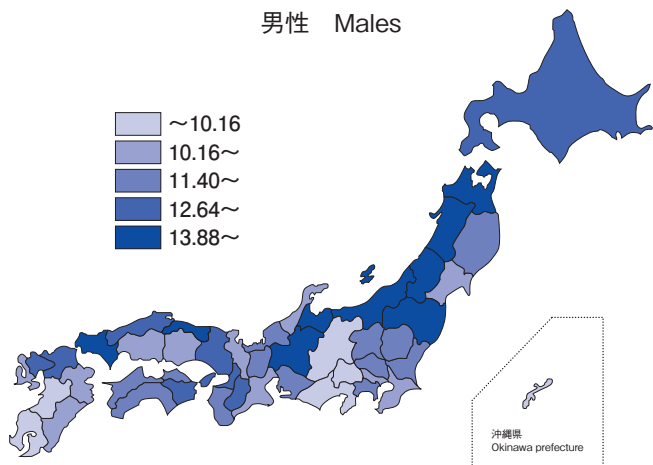 男性　Males
～10.16
10.16～
11.40～
12.64～
13.88～
沖縄県
Okinawa prefecture